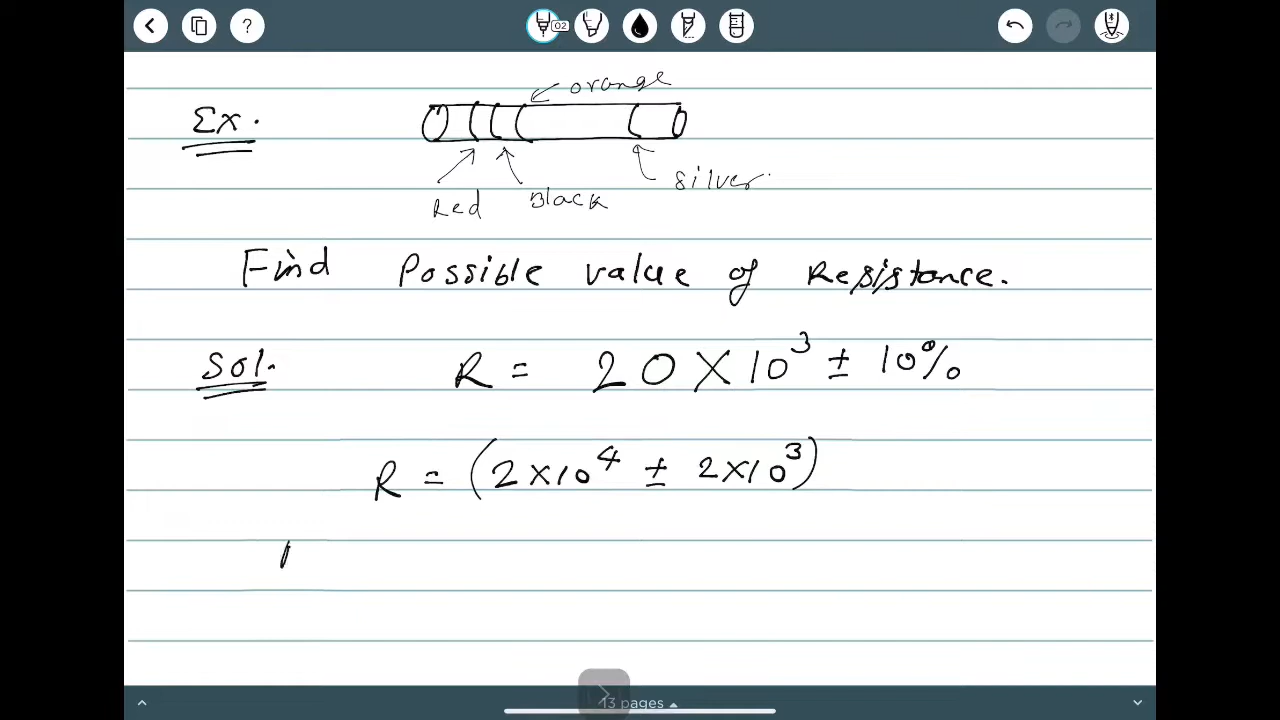 ?
02
Ex.
orange
Red
Black
Silver.
Find Possible value of Resistance.
Sol.
R = 20 X 10³ ± 10%
R = (2 X 10⁴ ± 2 X 10³)
13 pages